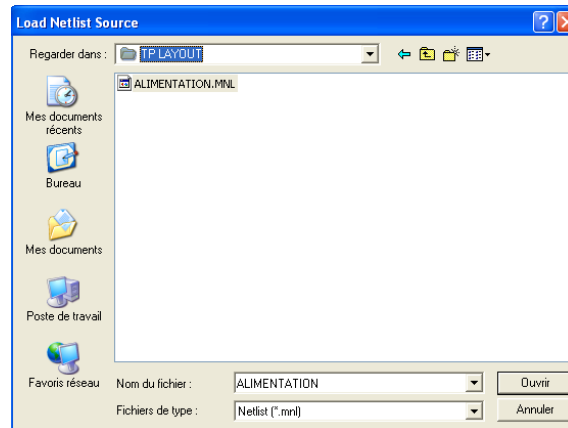 Load Netlist Source
Regarder dans :
TP LAYOUT
ALIMENTATION.MNL
Mes documents
récents
Bureau
Mes documents
Poste de travail
Favoris réseau
Nom du fichier :
ALIMENTATION
Ouvrir
Fichiers de type :
Netlist (*.mnl)
Annuler